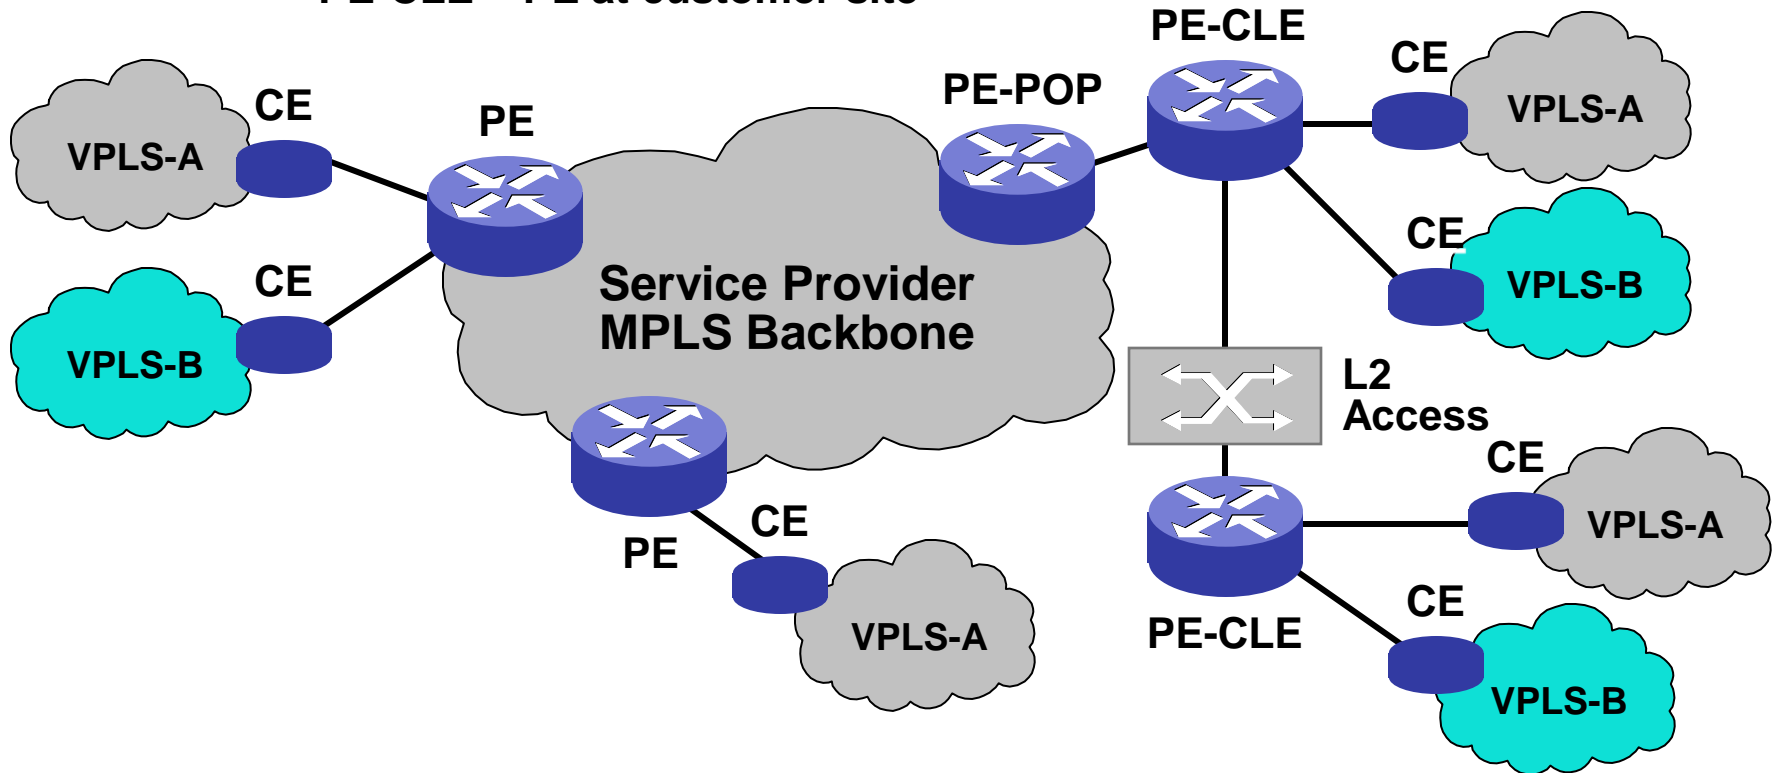 PE-CLE
CE
PE-POP
CE
PE
VPLS-A
VPLS-A
CE
CE
Service Provider
MPLS Backbone
VPLS-B
VPLS-B
L2
Access
CE
CE
PE
VPLS-A
CE
PE-CLE
VPLS-A
VPLS-B